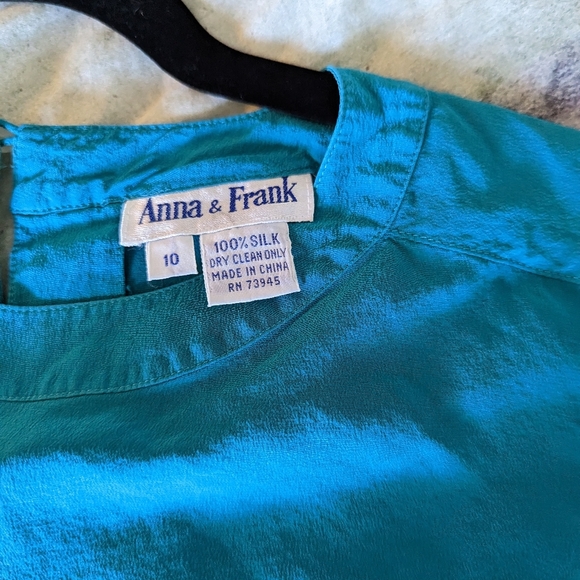 Anna & Frank
10
100% SILK
DRY CLEAN ONLY
MADE IN CHINA
RN 73945